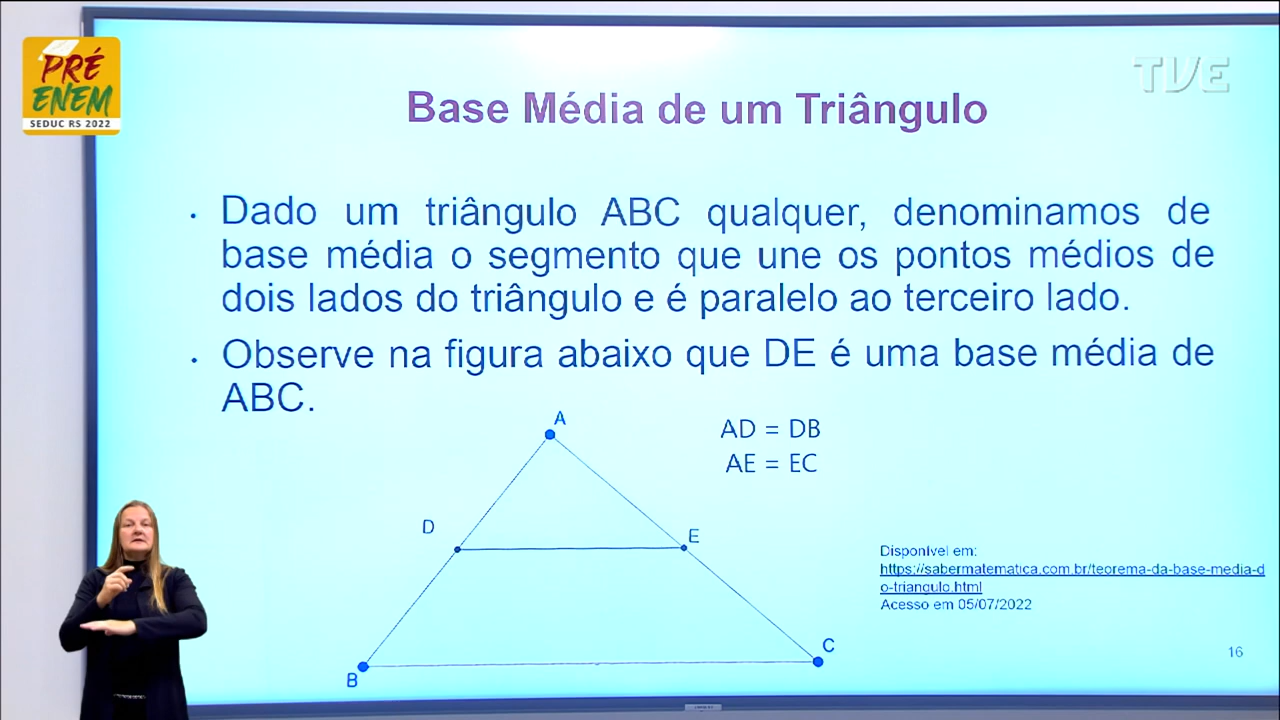 PRÉ
ENEM
SEDUC RS 2022
TVE
Base Média de um Triângulo
• Dado um triângulo ABC qualquer, denominamos de
base média o segmento que une os pontos médios de
dois lados do triângulo e é paralelo ao terceiro lado.
• Observe na figura abaixo que DE é uma base média de
ABC.
A
AD = DB
AE = EC
D
E
Disponível em:
https://sabermatematica.com.br/teorema-da-base-media-d
o-triangulo.html
Acesso em 05/07/2022
C
B
16